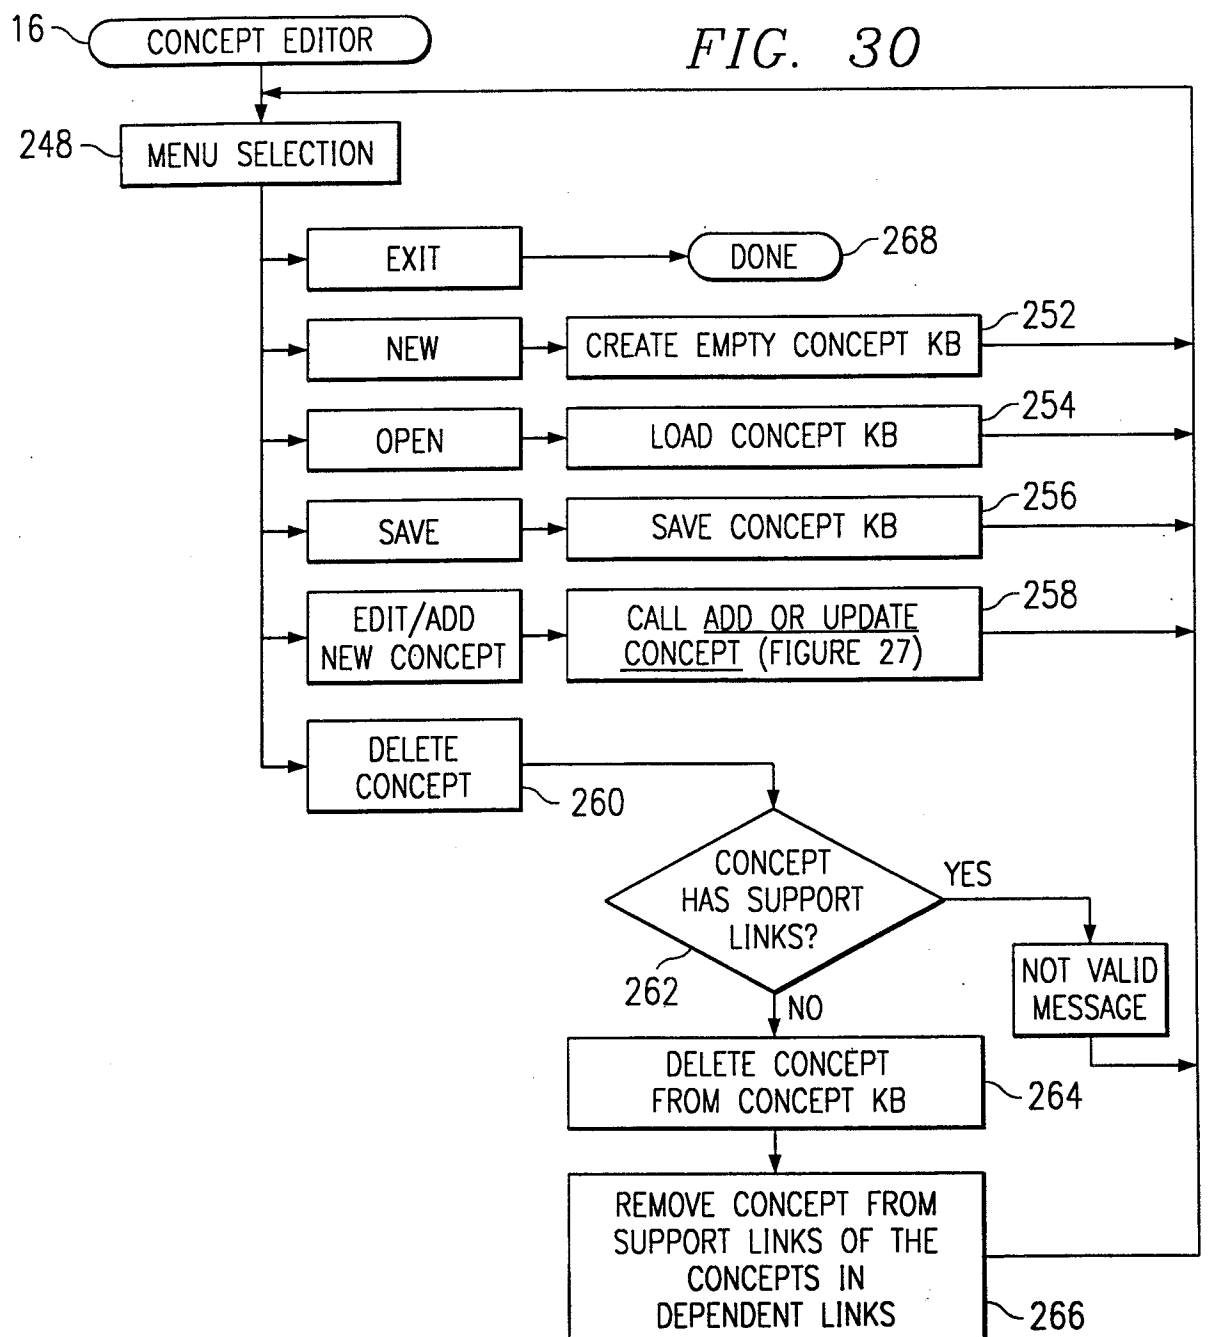 16
CONCEPT EDITOR
FIG. 30
248
MENU SELECTION
EXIT
DONE
268
NEW
CREATE EMPTY CONCEPT KB
252
OPEN
LOAD CONCEPT KB
254
SAVE
SAVE CONCEPT KB
256
EDIT/ADD
NEW CONCEPT
CALL ADD OR UPDATE
CONCEPT (FIGURE 27)
258
DELETE
CONCEPT
260
CONCEPT
HAS SUPPORT
LINKS?
262
YES
NOT VALID
MESSAGE
NO
DELETE CONCEPT
FROM CONCEPT KB
264
REMOVE CONCEPT FROM
SUPPORT LINKS OF THE
CONCEPTS IN
DEPENDENT LINKS
266